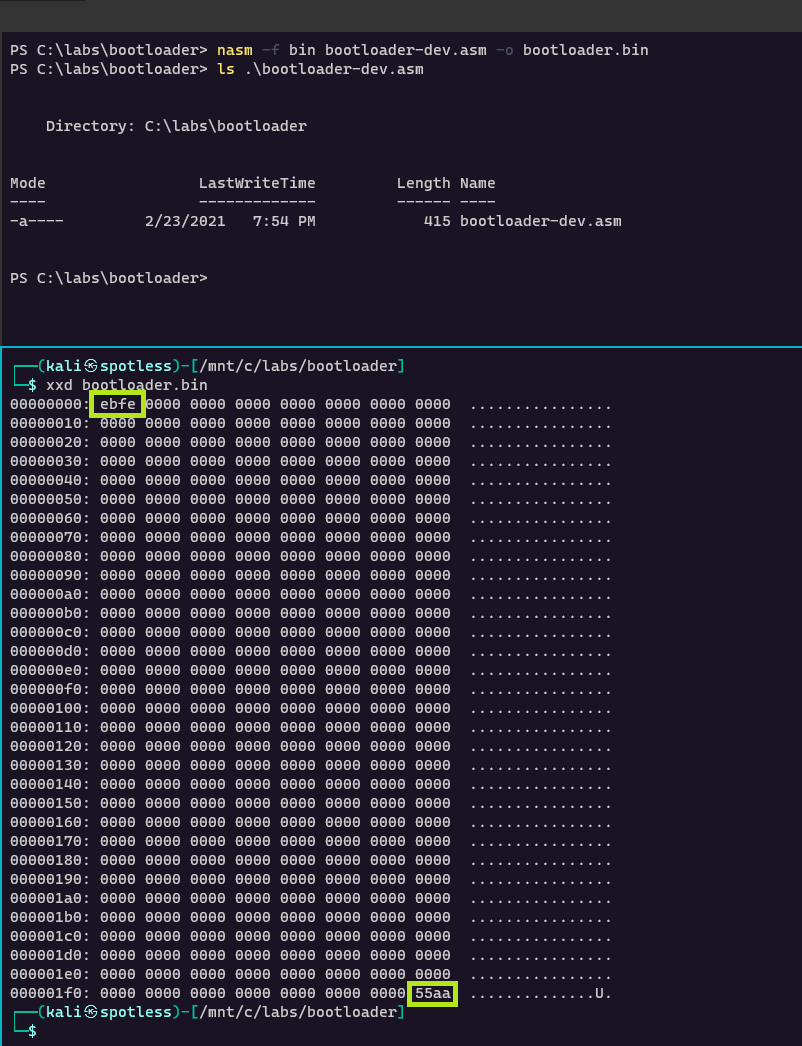 PS C:\labs\bootloader> nasm -f bin bootloader-dev.asm -o bootloader.bin
PS C:\labs\bootloader> ls .\bootloader-dev.asm
Directory: C:\labs\bootloader
Mode LastWriteTime Length Name
---- ------------- ------ ----
-a---- 2/23/2021 7:54 PM 415 bootloader-dev.asm
PS C:\labs\bootloader>
┌──(kali㉿spotless)-[/mnt/c/labs/bootloader]
└─$ xxd bootloader.bin
00000000: ebfe 0000 0000 0000 0000 0000 0000 0000 ................
00000010: 0000 0000 0000 0000 0000 0000 0000 0000 ................
00000020: 0000 0000 0000 0000 0000 0000 0000 0000 ................
00000030: 0000 0000 0000 0000 0000 0000 0000 0000 ................
00000040: 0000 0000 0000 0000 0000 0000 0000 0000 ................
00000050: 0000 0000 0000 0000 0000 0000 0000 0000 ................
00000060: 0000 0000 0000 0000 0000 0000 0000 0000 ................
00000070: 0000 0000 0000 0000 0000 0000 0000 0000 ................
00000080: 0000 0000 0000 0000 0000 0000 0000 0000 ................
00000090: 0000 0000 0000 0000 0000 0000 0000 0000 ................
000000a0: 0000 0000 0000 0000 0000 0000 0000 0000 ................
000000b0: 0000 0000 0000 0000 0000 0000 0000 0000 ................
000000c0: 0000 0000 0000 0000 0000 0000 0000 0000 ................
000000d0: 0000 0000 0000 0000 0000 0000 0000 0000 ................
000000e0: 0000 0000 0000 0000 0000 0000 0000 0000 ................
000000f0: 0000 0000 0000 0000 0000 0000 0000 0000 ................
00000100: 0000 0000 0000 0000 0000 0000 0000 0000 ................
00000110: 0000 0000 0000 0000 0000 0000 0000 0000 ................
00000120: 0000 0000 0000 0000 0000 0000 0000 0000 ................
00000130: 0000 0000 0000 0000 0000 0000 0000 0000 ................
00000140: 0000 0000 0000 0000 0000 0000 0000 0000 ................
00000150: 0000 0000 0000 0000 0000 0000 0000 0000 ................
00000160: 0000 0000 0000 0000 0000 0000 0000 0000 ................
00000170: 0000 0000 0000 0000 0000 0000 0000 0000 ................
00000180: 0000 0000 0000 0000 0000 0000 0000 0000 ................
00000190: 0000 0000 0000 0000 0000 0000 0000 0000 ................
000001a0: 0000 0000 0000 0000 0000 0000 0000 0000 ................
000001b0: 0000 0000 0000 0000 0000 0000 0000 0000 ................
000001c0: 0000 0000 0000 0000 0000 0000 0000 0000 ................
000001d0: 0000 0000 0000 0000 0000 0000 0000 0000 ................
000001e0: 0000 0000 0000 0000 0000 0000 0000 0000 ................
000001f0: 0000 0000 0000 0000 0000 0000 0000 55aa ..............U.
┌──(kali㉿spotless)-[/mnt/c/labs/bootloader]
└─$